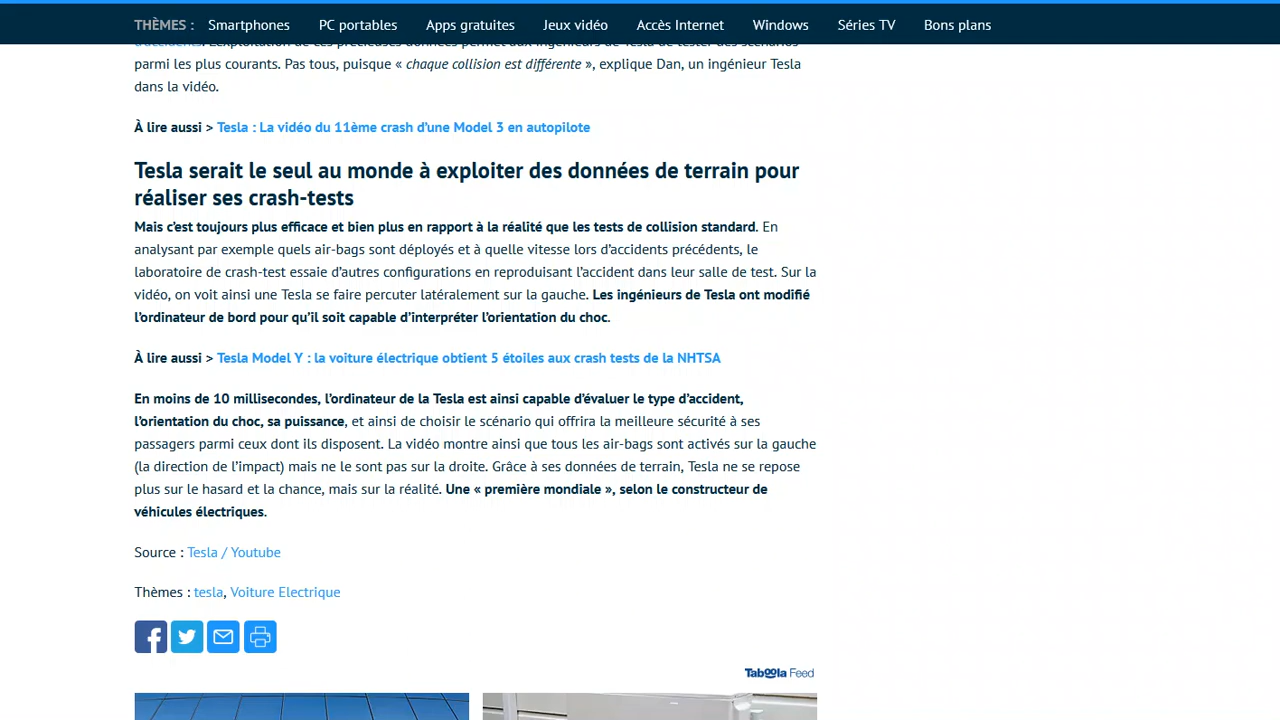 THÈMES : Smartphones PC portables Apps gratuites Jeux vidéo Accès Internet Windows Séries TV Bons plans
d'accidents. L'exploitation de ces précieuses données permet aux ingénieurs de Tesla de tester des scénarios
parmi les plus courants. Pas tous, puisque « chaque collision est différente », explique Dan, un ingénieur Tesla
dans la vidéo.
À lire aussi > Tesla : La vidéo du 11ème crash d’une Model 3 en autopilote
Tesla serait le seul au monde à exploiter des données de terrain pour
réaliser ses crash-tests
Mais c’est toujours plus efficace et bien plus en rapport à la réalité que les tests de collision standard. En
analysant par exemple quels air-bags sont déployés et à quelle vitesse lors d’accidents précédents, le
laboratoire de crash-test essaie d’autres configurations en reproduisant l’accident dans leur salle de test. Sur la
vidéo, on voit ainsi une Tesla se faire percuter latéralement sur la gauche. Les ingénieurs de Tesla ont modifié
l’ordinateur de bord pour qu’il soit capable d’interpréter l’orientation du choc.
À lire aussi > Tesla Model Y : la voiture électrique obtient 5 étoiles aux crash tests de la NHTSA
En moins de 10 millisecondes, l’ordinateur de la Tesla est ainsi capable d’évaluer le type d’accident,
l’orientation du choc, sa puissance, et ainsi de choisir le scénario qui offrira la meilleure sécurité à ses
passagers parmi ceux dont ils disposent. La vidéo montre ainsi que tous les air-bags sont activés sur la gauche
(la direction de l’impact) mais ne le sont pas sur la droite. Grâce à ses données de terrain, Tesla ne se repose
plus sur le hasard et la chance, mais sur la réalité. Une « première mondiale », selon le constructeur de
véhicules électriques.
Source : Tesla / Youtube
Thèmes : tesla, Voiture Electrique
Taboola Feed